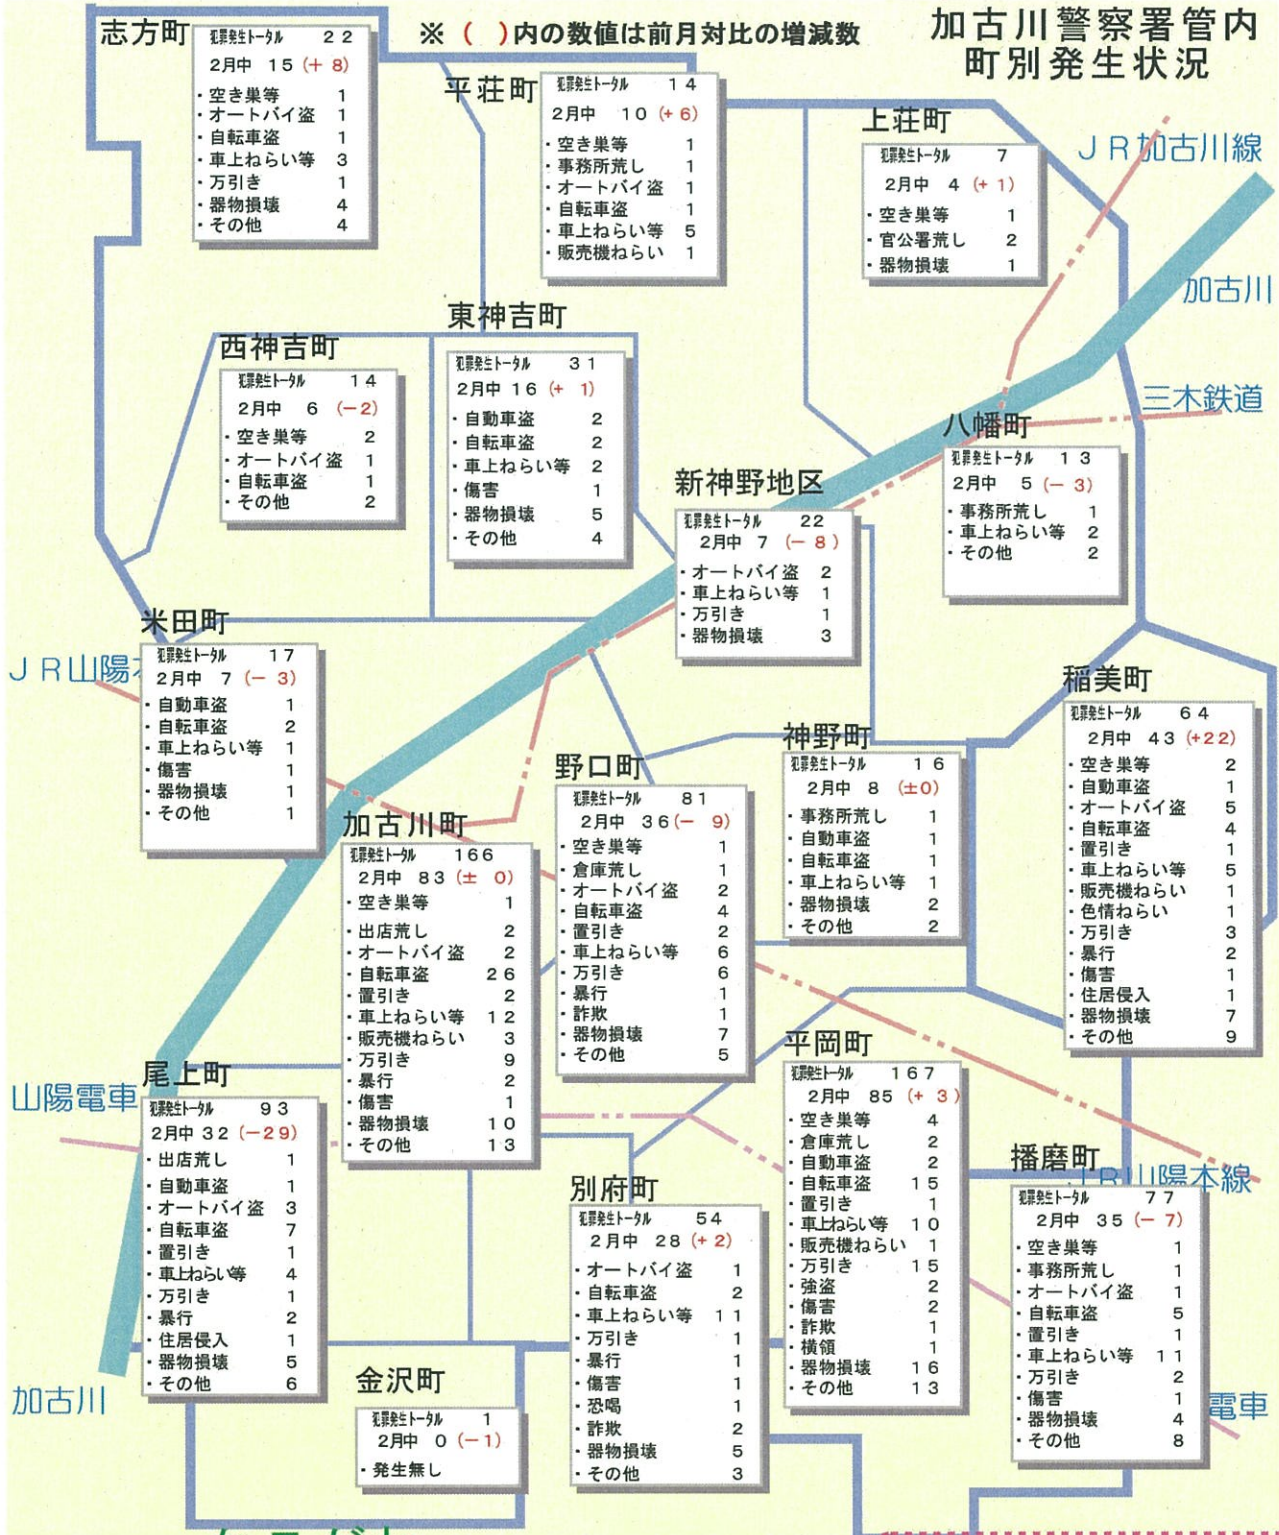 加古川警察署管内
町別発生状況
※ ( )内の数値は前月対比の増減数
志方町
犯罪発生トータル 22
2月中 15 (+ 8)
・空き巣等 1
・オートバイ盗 1
・自転車盗 1
・車上ねらい等 3
・万引き 1
・器物損壊 4
・その他 4
平荘町
犯罪発生トータル 14
2月中 10 (+ 6)
・空き巣等 1
・事務所荒し 1
・オートバイ盗 1
・自転車盗 1
・車上ねらい等 5
・販売機ねらい 1
上荘町
犯罪発生トータル 7
2月中 4 (+ 1)
・空き巣等 1
・官公署荒し 2
・器物損壊 1
JR加古川線
加古川
三木鉄道
西神吉町
犯罪発生トータル 14
2月中 6 (-2)
・空き巣等 2
・オートバイ盗 1
・自転車盗 1
・その他 2
東神吉町
犯罪発生トータル 31
2月中 16 (+ 1)
・自動車盗 2
・自転車盗 2
・車上ねらい等 2
・傷害 1
・器物損壊 5
・その他 4
八幡町
犯罪発生トータル 13
2月中 5 (- 3)
・事務所荒し 1
・車上ねらい等 2
・その他 2
新神野地区
犯罪発生トータル 22
2月中 7 (- 8)
・オートバイ盗 2
・車上ねらい等 1
・万引き 1
・器物損壊 3
米田町
JR山陽
犯罪発生トータル 17
2月中 7 (- 3)
・自動車盗 1
・自転車盗 2
・車上ねらい等 1
・傷害 1
・器物損壊 1
・その他 1
稲美町
犯罪発生トータル 64
2月中 43 (+22)
・空き巣等 2
・自動車盗 1
・オートバイ盗 5
・自転車盗 4
・置引き 1
・車上ねらい等 5
・販売機ねらい 1
・色情ねらい 1
・万引き 3
・暴行 2
・傷害 1
・住居侵入 1
・器物損壊 7
・その他 9
神野町
犯罪発生トータル 16
2月中 8 (±0)
・事務所荒し 1
・自動車盗 1
・自転車盗 1
・車上ねらい等 1
・器物損壊 2
・その他 2
野口町
犯罪発生トータル 81
2月中 36(- 9)
・空き巣等 1
・倉庫荒し 1
・オートバイ盗 2
・自転車盗 4
・置引き 2
・車上ねらい等 6
・万引き 6
・暴行 1
・詐欺 1
・器物損壊 7
・その他 5
加古川町
犯罪発生トータル 166
2月中 83 (± 0)
・空き巣等 1
・出店荒し 2
・オートバイ盗 2
・自転車盗 26
・置引き 2
・車上ねらい等 12
・販売機ねらい 3
・万引き 9
・暴行 2
・傷害 1
・器物損壊 10
・その他 13
平岡町
犯罪発生トータル 167
2月中 85 (+ 3)
・空き巣等 4
・倉庫荒し 2
・自動車盗 2
・自転車盗 15
・置引き 1
・車上ねらい等 10
・販売機ねらい 1
・万引き 15
・強盗 2
・傷害 2
・詐欺 1
・横領 1
・器物損壊 16
・その他 13
尾上町
山陽電車
犯罪発生トータル 93
2月中 32 (-29)
・出店荒し 1
・自動車盗 1
・オートバイ盗 3
・自転車盗 7
・置引き 1
・車上ねらい等 4
・万引き 1
・暴行 2
・住居侵入 1
・器物損壊 5
・その他 6
加古川
別府町
犯罪発生トータル 54
2月中 28 (+ 2)
・オートバイ盗 1
・自転車盗 2
・車上ねらい等 11
・万引き 1
・暴行 1
・傷害 1
・恐喝 1
・詐欺 2
・器物損壊 5
・その他 3
播磨町
JR山陽本線
犯罪発生トータル 77
2月中 35 (- 7)
・空き巣等 1
・事務所荒し 1
・オートバイ盗 1
・自転車盗 5
・置引き 1
・車上ねらい等 11
・万引き 2
・傷害 1
・器物損壊 4
・その他 8
電車
金沢町
犯罪発生トータル 1
2月中 0 (-1)
・発生無し